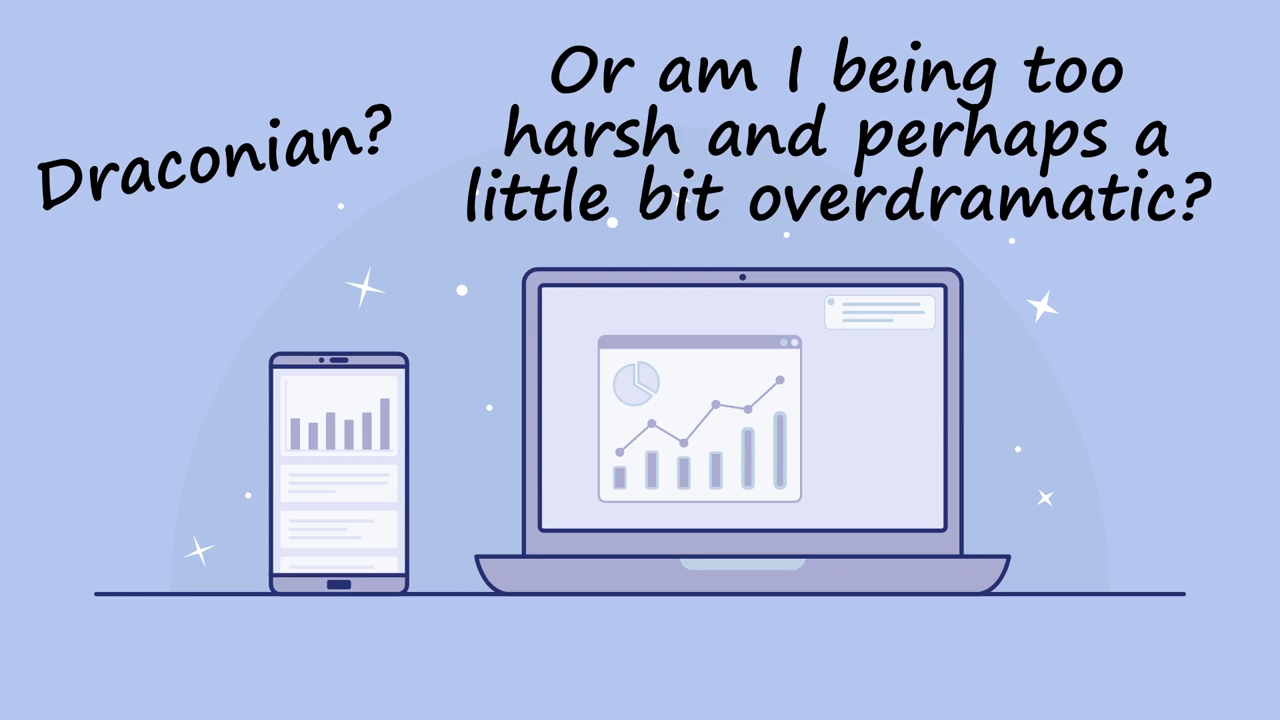 Draconian?
Or am I being too
harsh and perhaps a
little bit overdramatic?